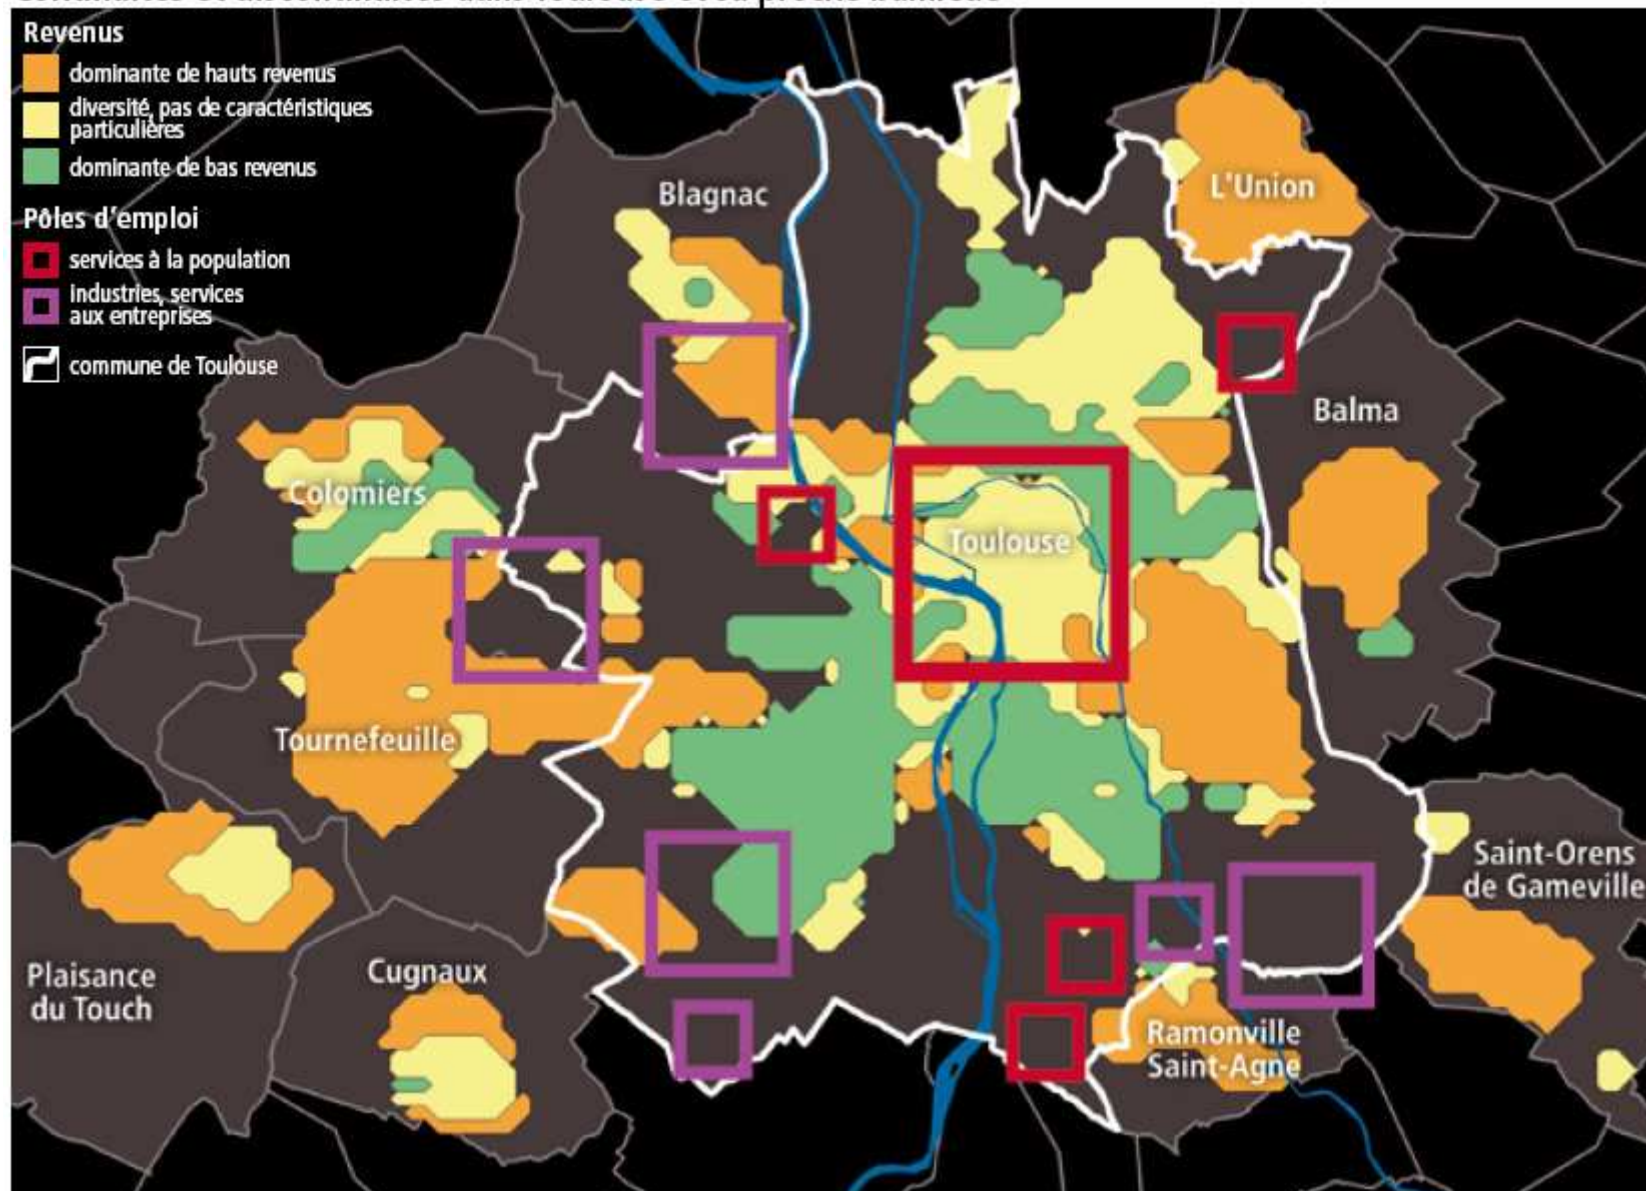 Revenus
dominante de hauts revenus
diversité, pas de caractéristiques
particulières
dominante de bas revenus
Pôles d'emploi
services à la population
industries, services
aux entreprises
commune de Toulouse
Blagnac
L'Union
Balma
Colomiers
Toulouse
Tournefeuille
Saint-Orens
de Gameville
Plaisance
du Touch
Cugnaux
Ramonville
Saint-Agne